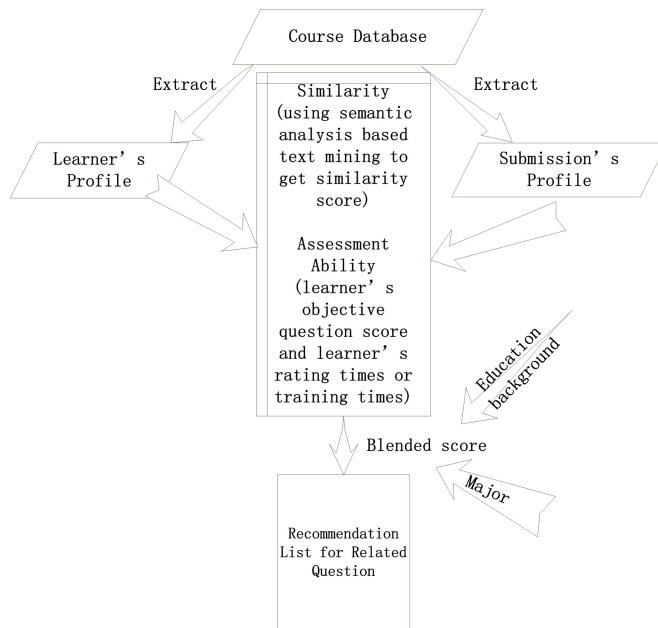 Course Database
Extract
Extract
Similarity
(using semantic
analysis based
text mining to
get similarity
score)
Learner’s
Profile
Submission’s
Profile
Assessment
Ability
(learner’s
objective
question score
and learner’s
rating times or
training times)
Education
background
Blended score
Major
Recommendation
List for Related
Question